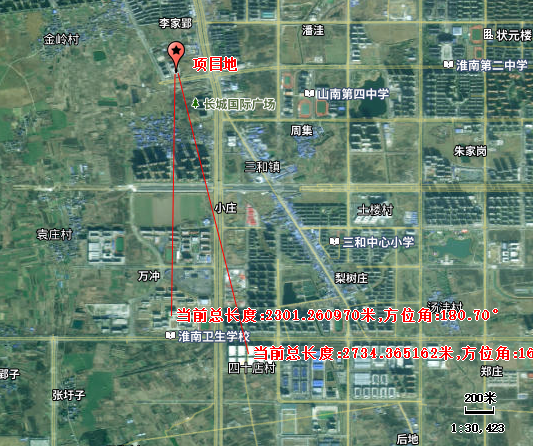 李家郢
潘洼
金岭村
状元楼
项目地
淮南第二中学
山南第四中学
长城国际广场
周集
朱家岗
三和镇
小庄
土楼村
袁庄村
三和中心小学
万冲
梨树庄
汤洼村
当前总长度:2301.260970米,方位角:180.70°
淮南卫生学校
当前总长度:2734.365162米,方位角:16
四十店村
郑庄
郢子
张圩子
200米
1:30,423
后地